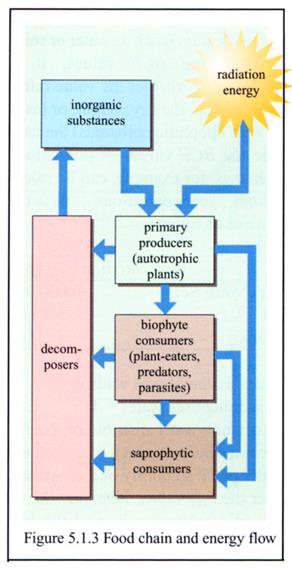 radiation
energy
inorganic
substances
primary
producers
(autotrophic
plants)
biophyte
consumers
(plant-eaters,
predators,
parasites)
decom-
posers
saprophytic
consumers
Figure 5.1.3 Food chain and energy flow